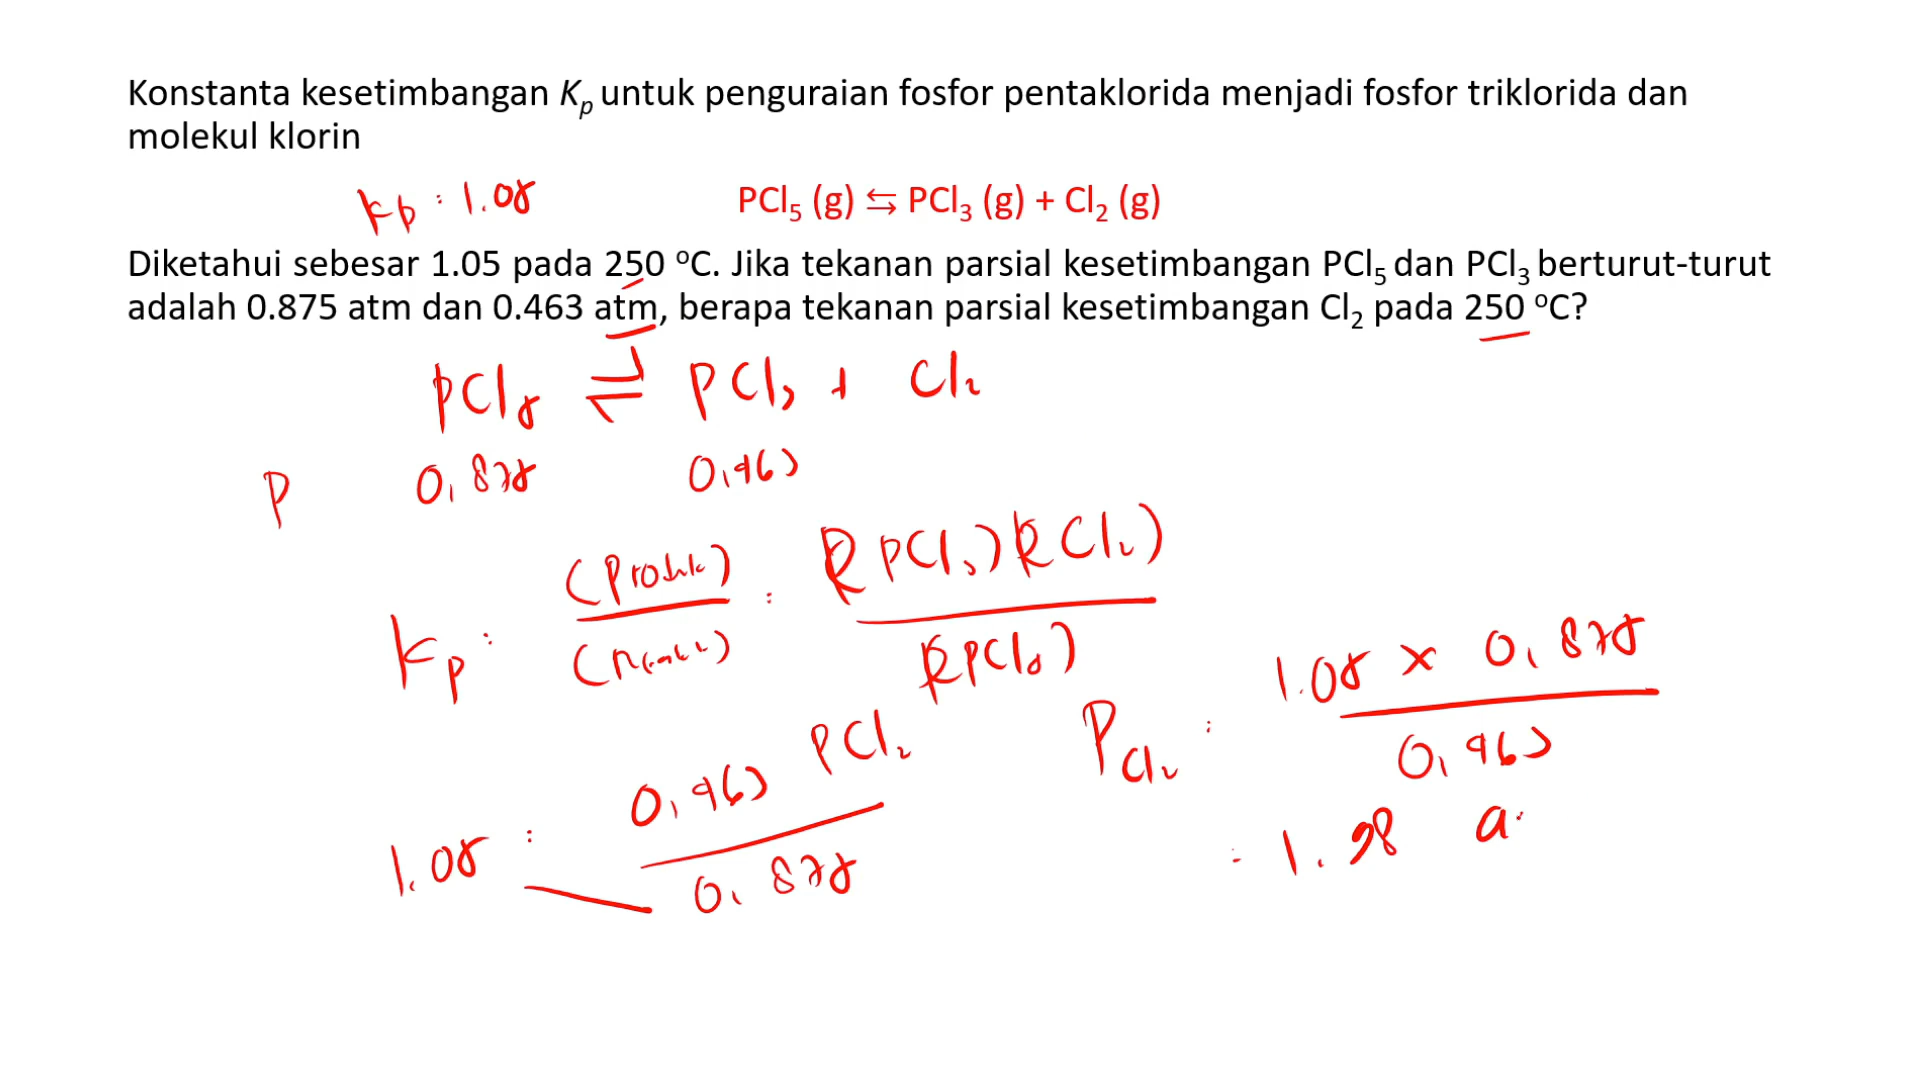 Konstanta kesetimbangan Kp untuk penguraian fosfor pentaklorida menjadi fosfor triklorida dan
molekul klorin
Kp : 1.05
PCl5 (g) ⇆ PCl3 (g) + Cl2 (g)
Diketahui sebesar 1.05 pada 250 °C. Jika tekanan parsial kesetimbangan PCl5 dan PCl3 berturut-turut
adalah 0.875 atm dan 0.463 atm, berapa tekanan parsial kesetimbangan Cl2 pada 250 °C?
PCl5 ⇌ PCl3 + Cl2
P 0,875 0,463
Kp : (Produk) / (Reaktan) : (PPCl3)(PCl2) / (PPCl5)
1.05 : 0,463 PCl2 / 0,875
PCl2 : 1.05 × 0,875 / 0,463
= 1.98 a